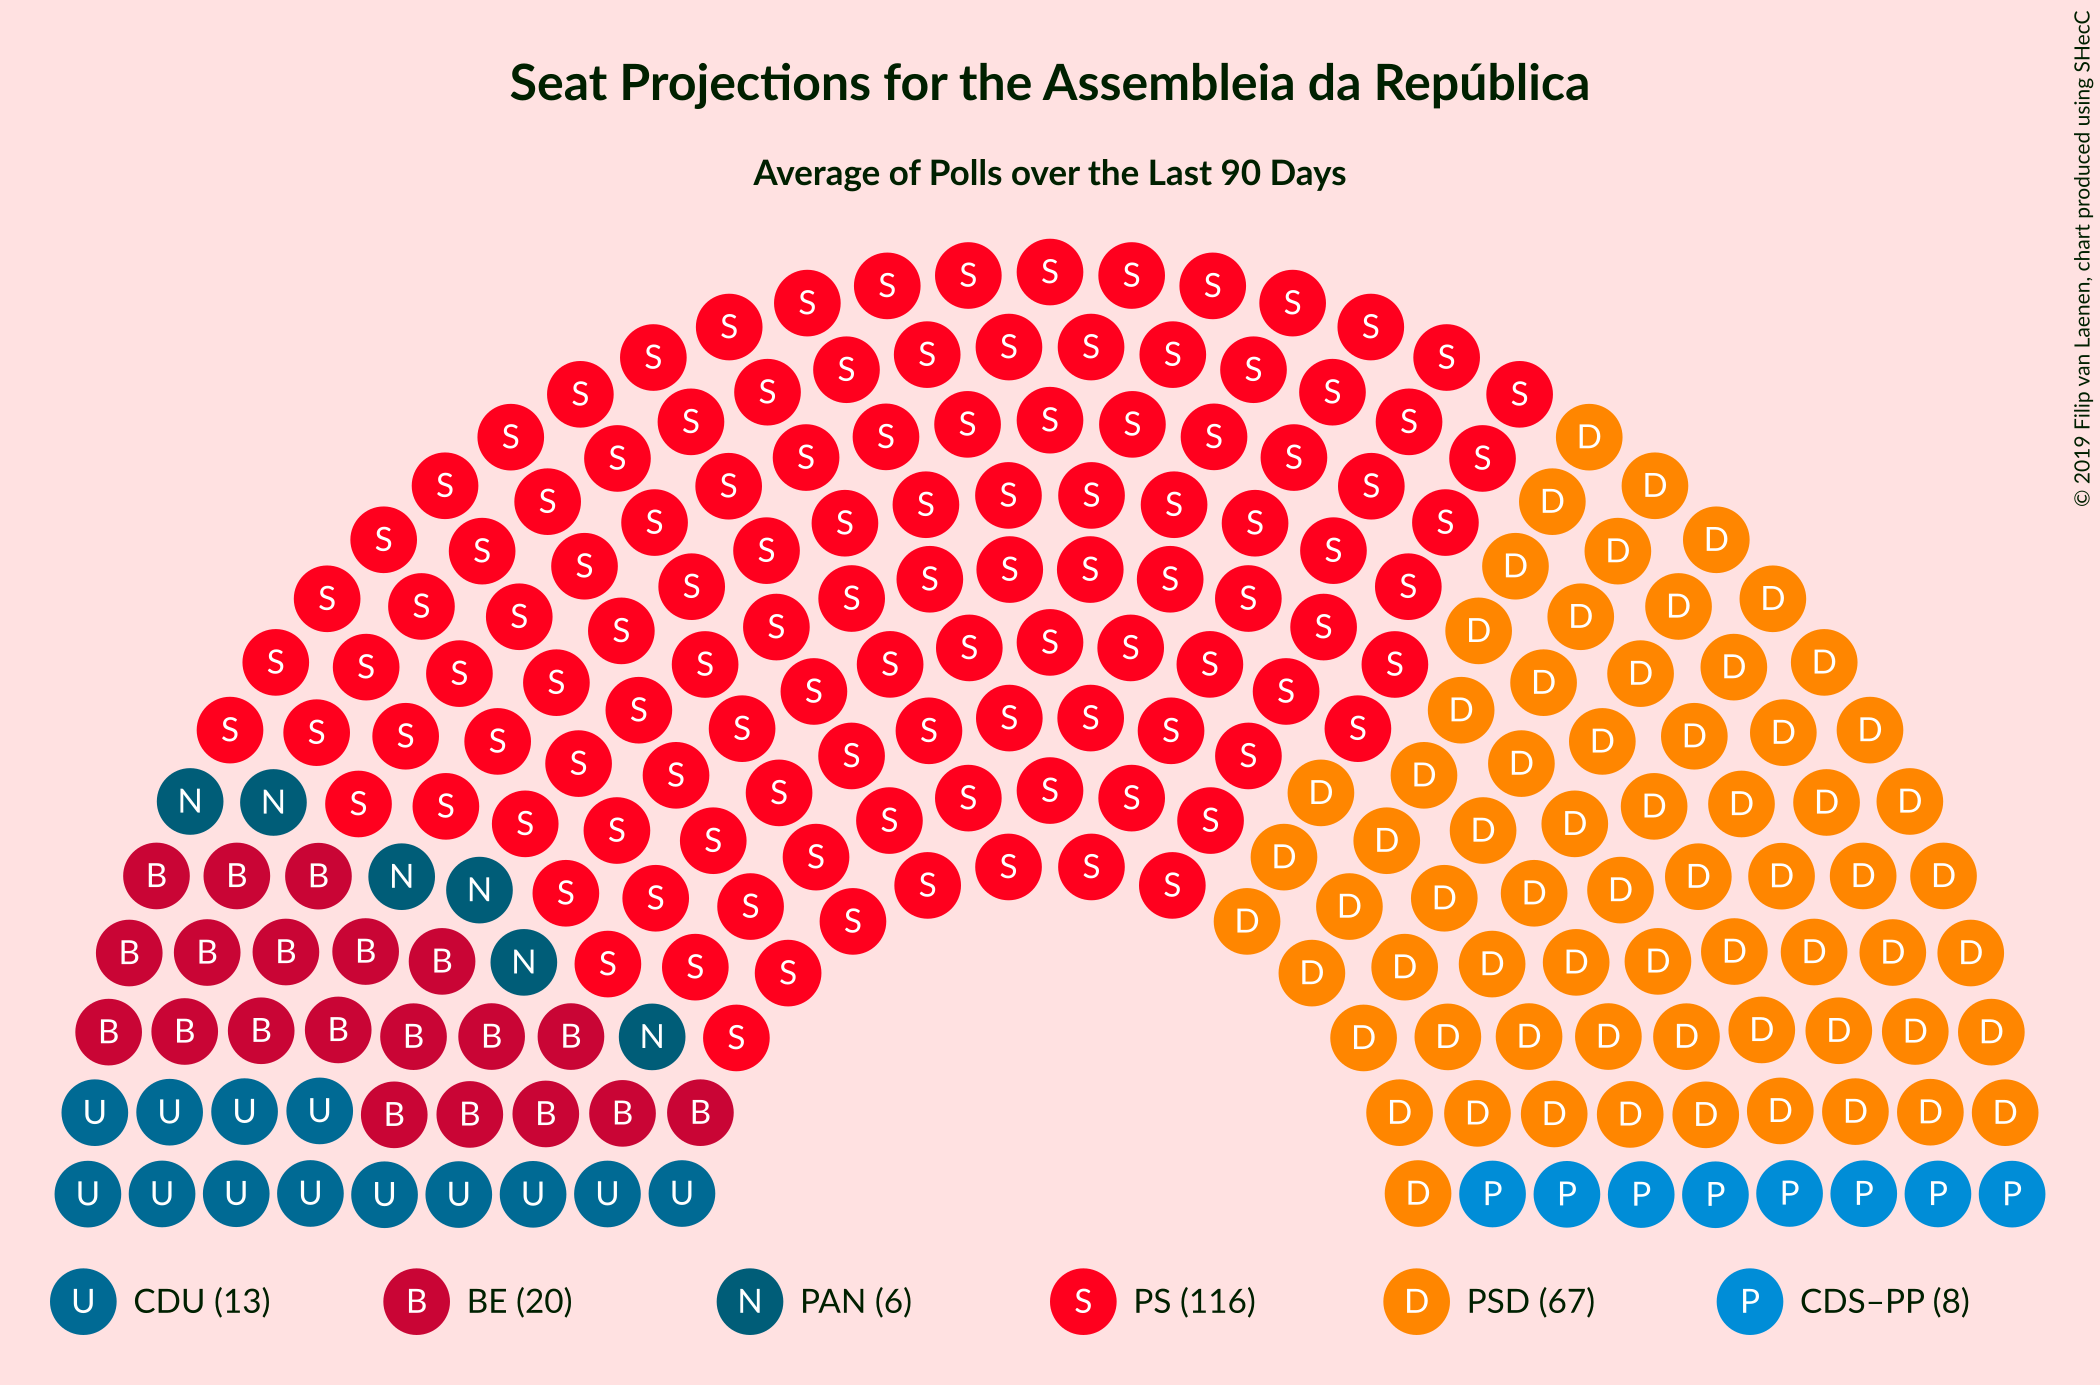 Seat Projections for the Assembleia da República
Average of Polls over the Last 90 Days
© 2019 Filip van Laenen, chart produced using SHecC
S S S S S S S S S S S S S S S S S S S S S S S S S S S S S S S S S S S S S S S S S S S S S S S S S S S S S S S S S S S S S S S S S S S S S S S S S S S S S S S S S S S S S S S S S S S S S S S S S S S S S S S S S S S S S S S S S S S S
N N N N N N
B B B B B B B B B B B B B B B B B B B B
D D D D D D D D D D D D D D D D D D D D D D D D D D D D D D D D D D D D D D D D D D D D D D D D D D D D D D D D D D D D D D D D D D D
U U U U U U U U U U U U U
P P P P P P P P
U CDU (13) B BE (20) N PAN (6) S PS (116) D PSD (67) P CDS–PP (8)